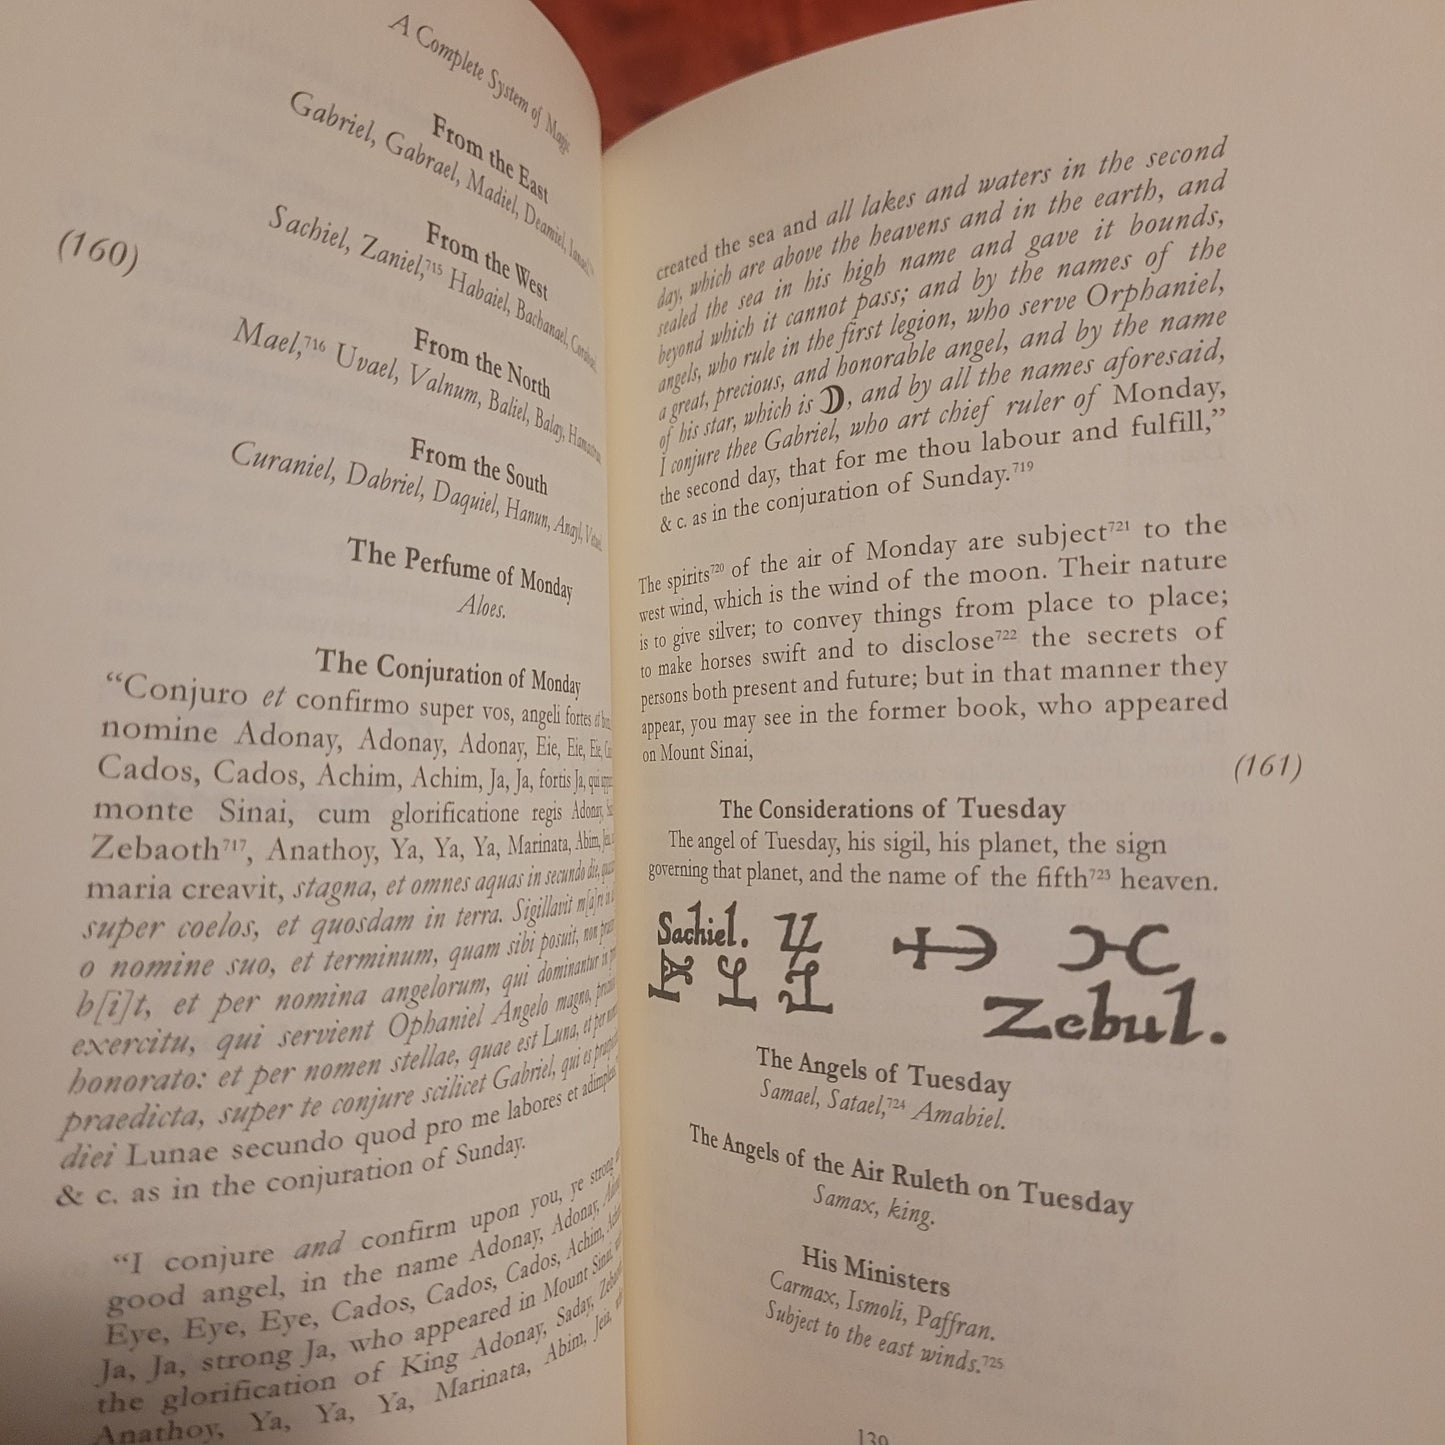 A Complete System of Magic
From the East
Gabriel, Gabrael, Madiel, Deamiel,
From the West
Sachiel, Zaniel,⁷¹⁵ Habaiel, Bachanael,
(160)
From the North
Mael,⁷¹⁶ Uvael, Valnum, Baliel, Balay,
From the South
Curaniel, Dabriel, Daquiel, Hanun, Anayl,
The Perfume of Monday
Aloes.
The Conjuration of Monday
“Conjuro et confirmo super vos, angeli fortes
nomine Adonay, Adonay, Adonay, Eie, Eie, Eie,
Cados, Cados, Achim, Achim, Ja, Ja, fortis Ja, qui
monte Sinai, cum glorificatione regis Adonay,
Zebaoth⁷¹⁷, Anathoy, Ya, Ya, Ya, Marinata, Abim,
maria creavit, stagna, et omnes aquas in secundo die,
super coelos, et quosdam in terra. Sigillavit m[a]re
o nomine suo, et terminum, quam sibi posuit, non
b[i]t, et per nomina angelorum, qui dominantur in
exercitu, qui servient Ophaniel Angelo magno,
honorato: et per nomen stellae, quae est Luna, et per
praedicta, super te conjure scilicet Gabriel, qui es
diei Lunae secundo quod pro me labores et adimpleas
& c. as in the conjuration of Sunday.
“I conjure and confirm upon you, ye strong
good angel, in the name Adonay, Adonay,
Eye, Eye, Eye, Cados, Cados, Cados, Achim,
Ja, Ja, strong Ja, who appeared in Mount Sinai,
the glorification of King Adonay, Saday,
Anathoy, Ya, Ya, Ya, Marinata, Abim, Jeia,
created the sea and all lakes and waters in the second
day, which are above the heavens and in the earth, and
sealed the sea in his high name and gave it bounds,
beyond which it cannot pass; and by the names of the
angels, who rule in the first legion, who serve Orphaniel,
a great, precious, and honorable angel, and by the name
of his star, which is ☽, and by all the names aforesaid,
I conjure thee Gabriel, who art chief ruler of Monday,
the second day, that for me thou labour and fulfill,”
& c. as in the conjuration of Sunday.⁷¹⁹
The spirits⁷²⁰ of the air of Monday are subject⁷²¹ to the
west wind, which is the wind of the moon. Their nature
is to give silver; to convey things from place to place;
to make horses swift and to disclose⁷²² the secrets of
persons both present and future; but in that manner they
appear, you may see in the former book, who appeared
on Mount Sinai,
(161)
The Considerations of Tuesday
The angel of Tuesday, his sigil, his planet, the sign
governing that planet, and the name of the fifth⁷²³ heaven.
Sachiel.
Zebul.
The Angels of Tuesday
Samael, Satael,⁷²⁴ Amabiel.
The Angels of the Air Ruleth on Tuesday
Samax, king.
His Ministers
Carmax, Ismoli, Paffran.
Subject to the east winds.⁷²⁵
139